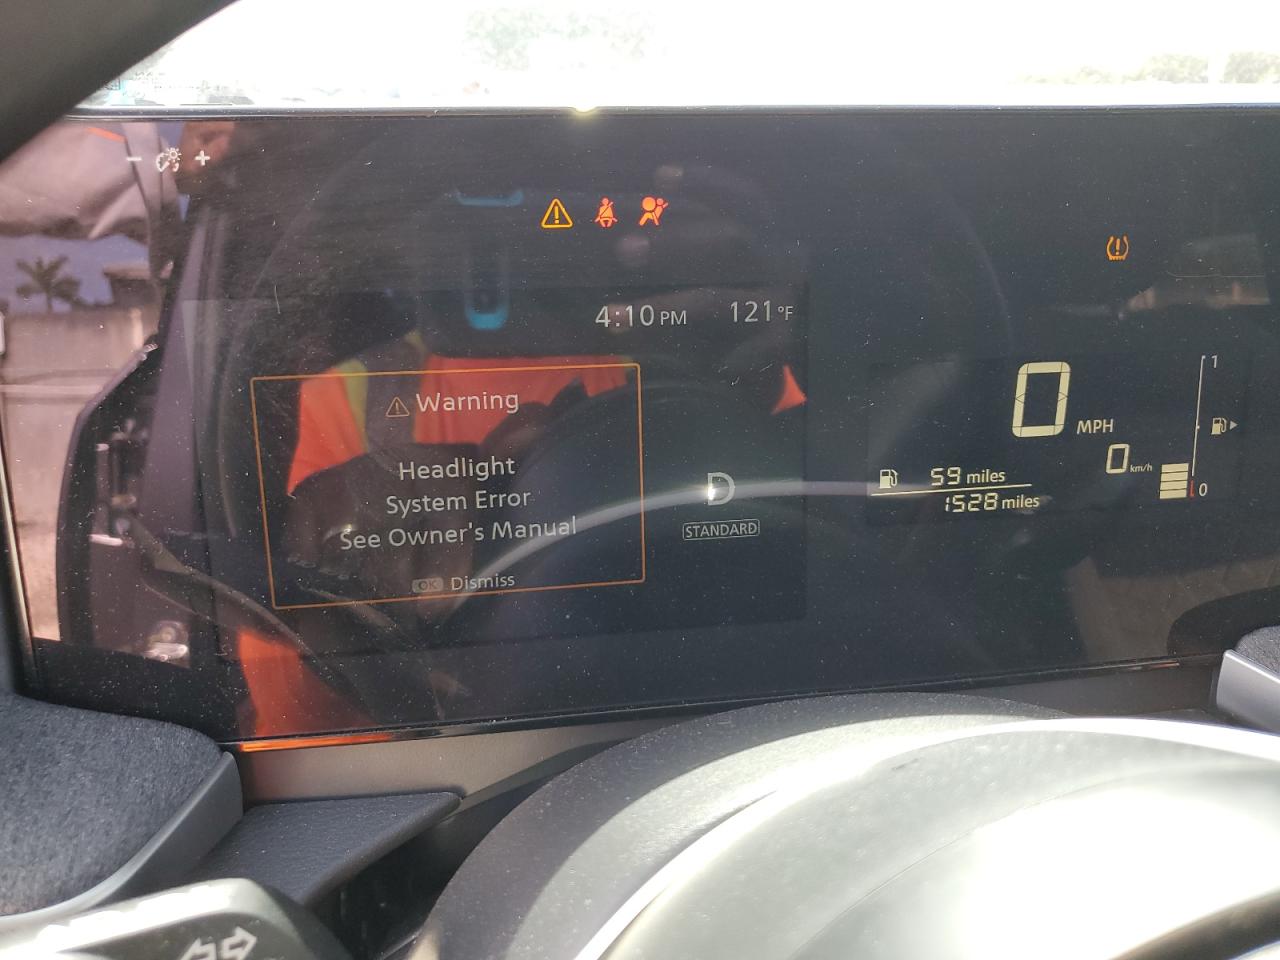 - +
4:10 PM 121°F
Warning
Headlight
System Error
See Owner's Manual
OK Dismiss
D
STANDARD
0 MPH
0 km/h
59 miles
1528 miles
1
0